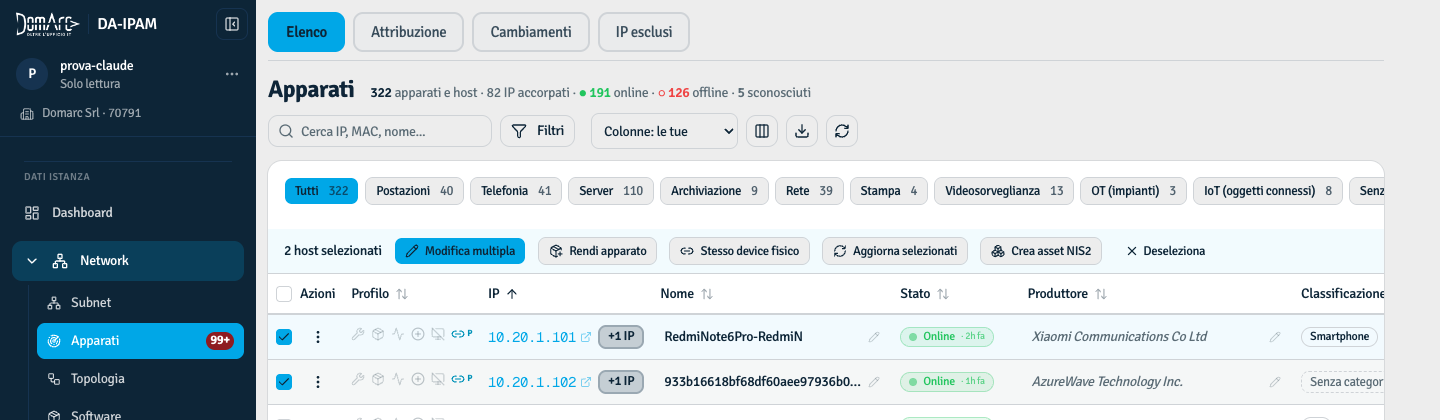 DomArc
OLTRE L'UFFICIO IT
DA-IPAM
P
prova-claude
Solo lettura
Domarc Srl · 70791
DATI ISTANZA
Dashboard
Network
Subnet
Apparati 99+
Topologia
Software
Elenco Attribuzione Cambiamenti IP esclusi
Apparati 322 apparati e host · 82 IP accorpati · 191 online · 126 offline · 5 sconosciuti
Cerca IP, MAC, nome... Filtri Colonne: le tue
Tutti 322 Postazioni 40 Telefonia 41 Server 110 Archiviazione 9 Rete 39 Stampa 4 Videosorveglianza 13 OT (impianti) 3 IoT (oggetti connessi) 8 Senz
2 host selezionati Modifica multipla Rendi apparato Stesso device fisico Aggiorna selezionati Crea asset NIS2 Deseleziona
Azioni Profilo IP Nome Stato Produttore Classificazione
P 10.20.1.101 +1 IP RedmiNote6Pro-RedmiN Online · 2h fa Xiaomi Communications Co Ltd Smartphone
P 10.20.1.102 +1 IP 933b16618bf68df60aee97936b0... Online · 1h fa AzureWave Technology Inc. Senza categor